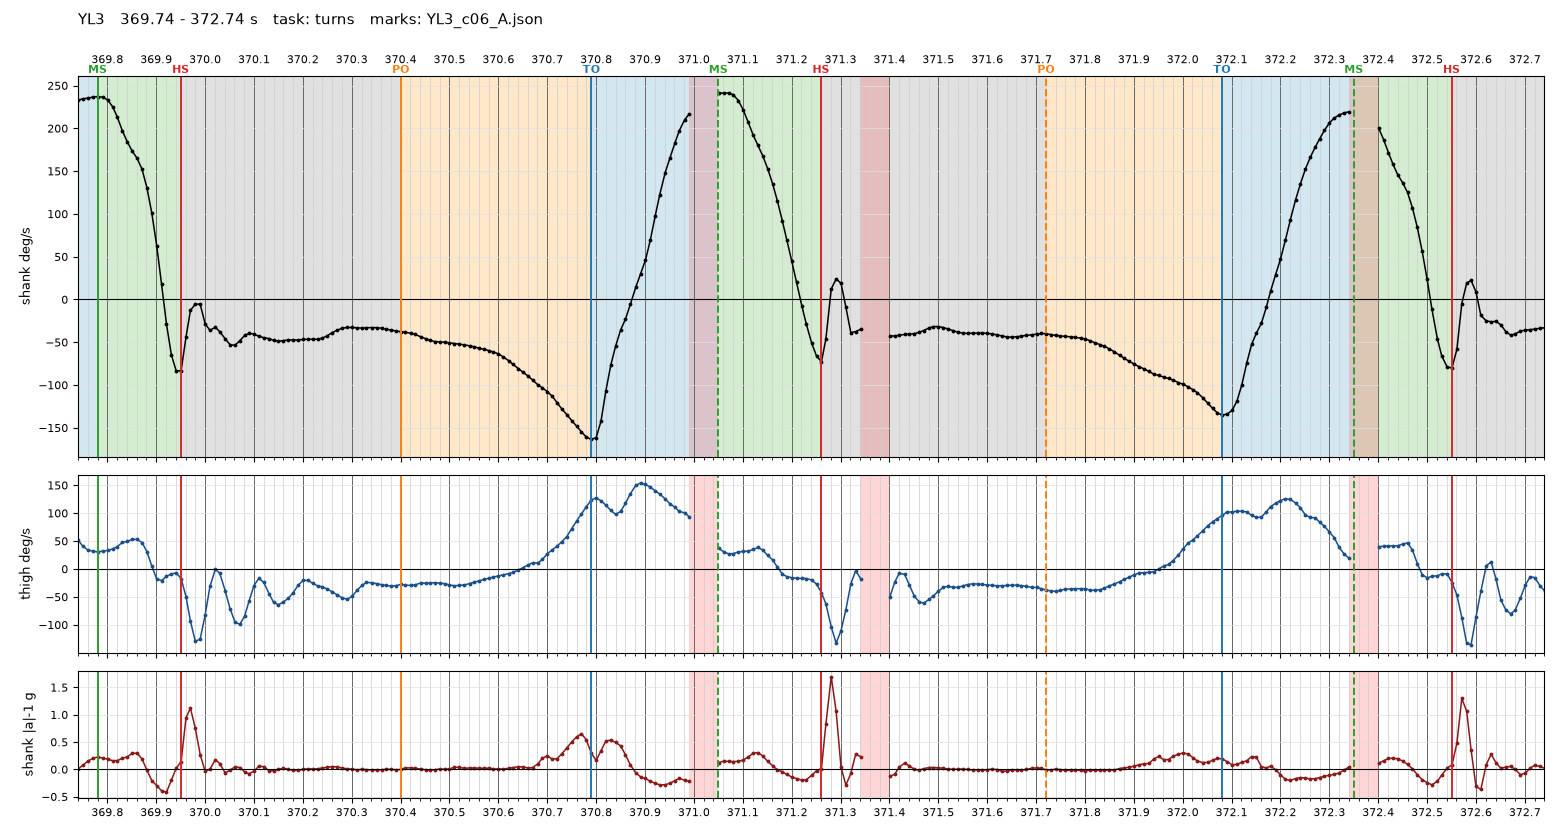 YL3   369.74 - 372.74 s   task: turns   marks: YL3_c06_A.json
369.8 369.9 370.0 370.1 370.2 370.3 370.4 370.5 370.6 370.7 370.8 370.9 371.0 371.1 371.2 371.3 371.4 371.5 371.6 371.7 371.8 371.9 372.0 372.1 372.2 372.3 372.4 372.5 372.6 372.7
MS HS PO TO MS HS PO TO MS HS
250
200
150
100
50
0
−50
−100
−150
shank deg/s
150
100
50
0
−50
−100
thigh deg/s
1.5
1.0
0.5
0.0
−0.5
shank |a|-1 g
369.8 369.9 370.0 370.1 370.2 370.3 370.4 370.5 370.6 370.7 370.8 370.9 371.0 371.1 371.2 371.3 371.4 371.5 371.6 371.7 371.8 371.9 372.0 372.1 372.2 372.3 372.4 372.5 372.6 372.7